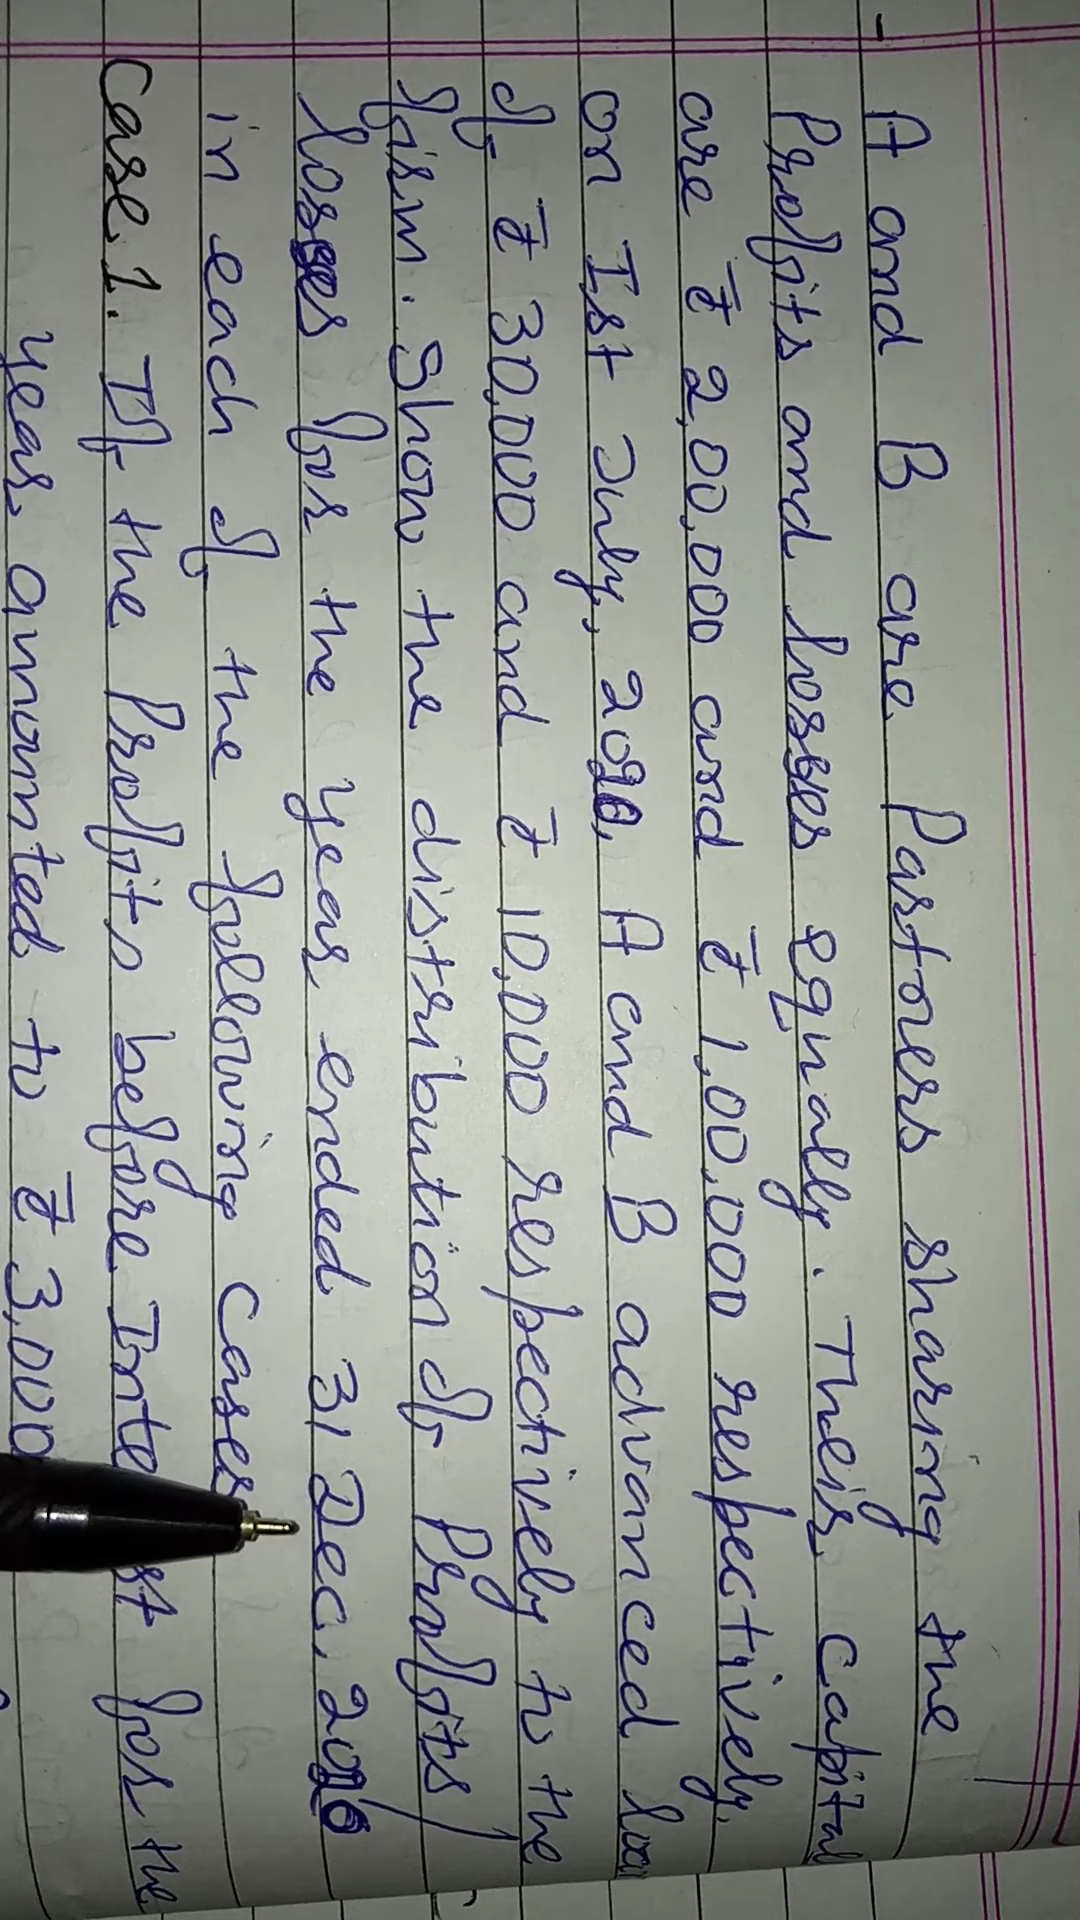 A and B are Partners sharing the
Profits and losses equally. Their capital
are ₹ 2,00,000 and ₹ 1,00,000 respectively.
on Ist July, A and B advanced loan
of ₹ 30,000 and ₹ 10,000 respectively to the
firm. Show the distribution of Profits/
losses for the year ended 31 Dec,
in each of the following cases
Case.1. If the Profits before Interest for the
year amounted to ₹ 3,000